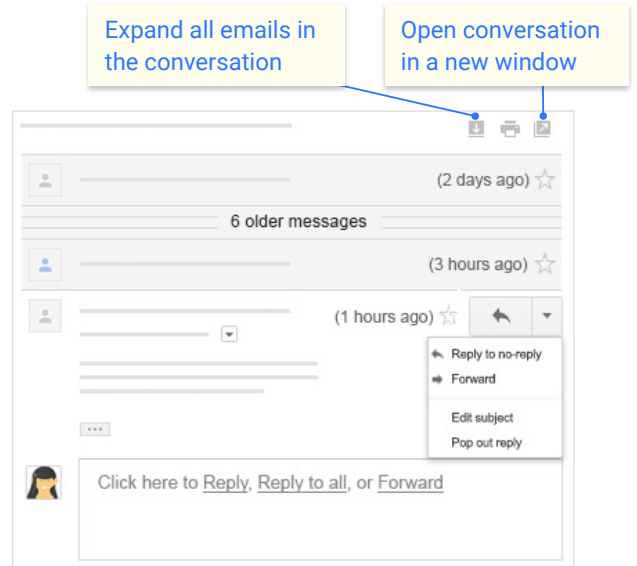 Expand all emails in
the conversation
Open conversation
in a new window
(2 days ago)
6 older messages
(3 hours ago)
(1 hours ago)
Reply to no-reply
Forward
Edit subject
Pop out reply
Click here to Reply, Reply to all, or Forward